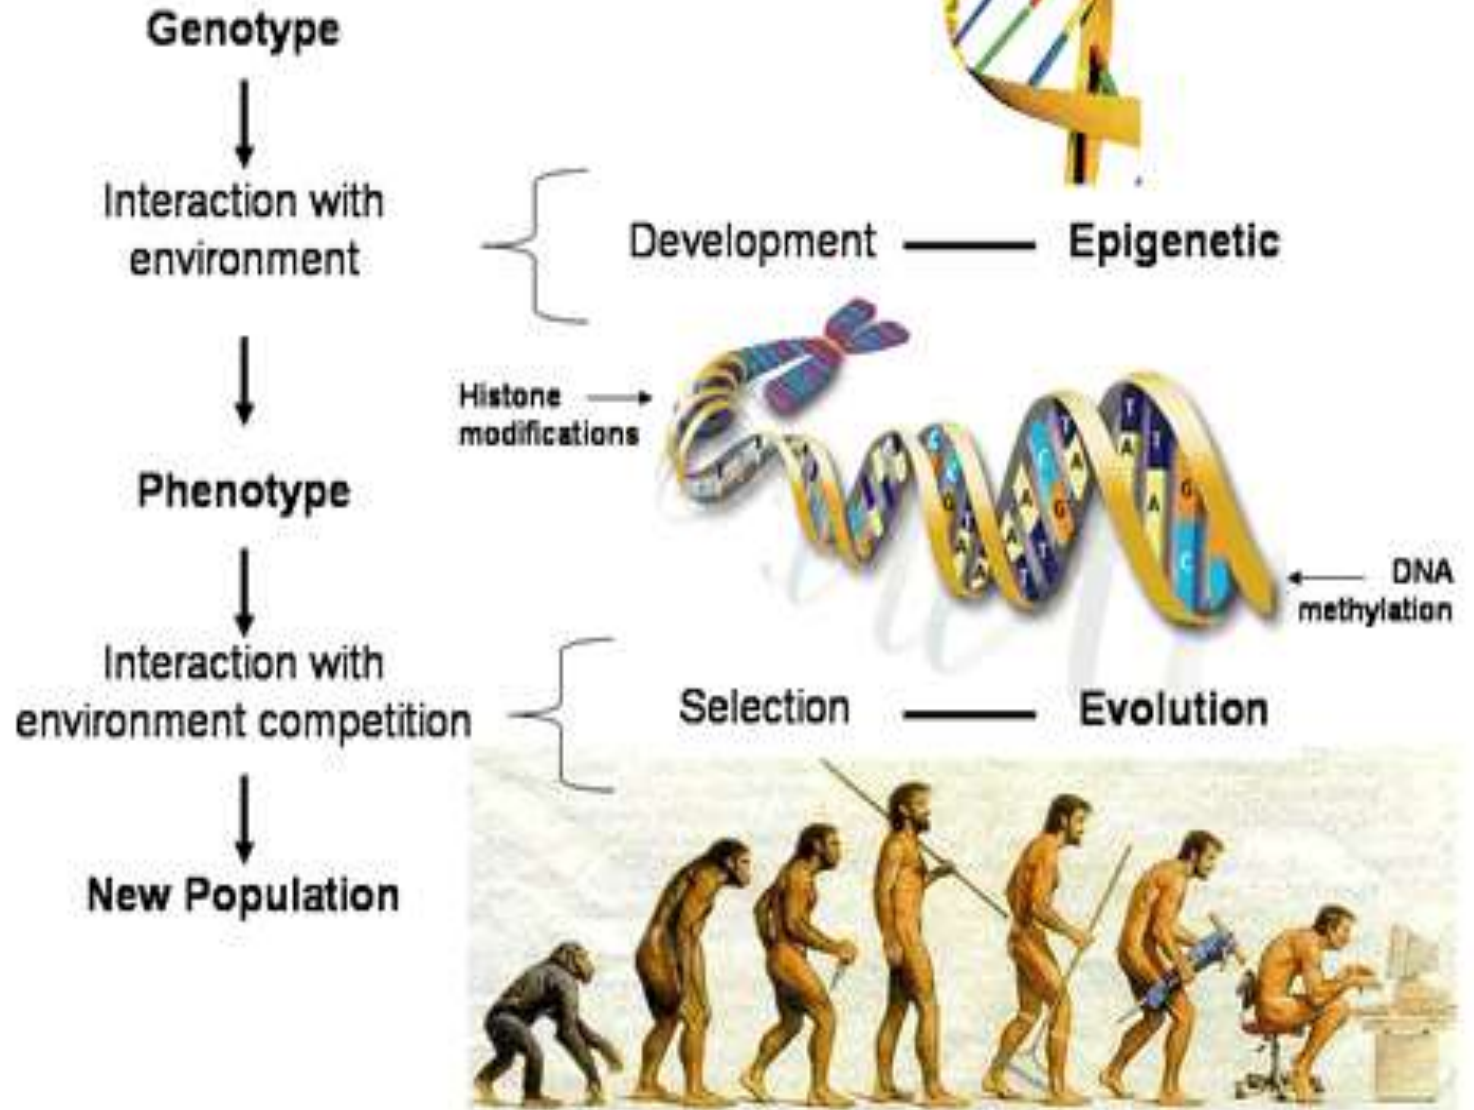 Genotype
Interaction with
environment
Development
Epigenetic
Histone
modifications
Phenotype
DNA
methylation
Interaction with
environment competition
Selection
Evolution
New Population
T
A
T
A
G
C
T
A
C
G
A
A
T
T
C
G
A
A